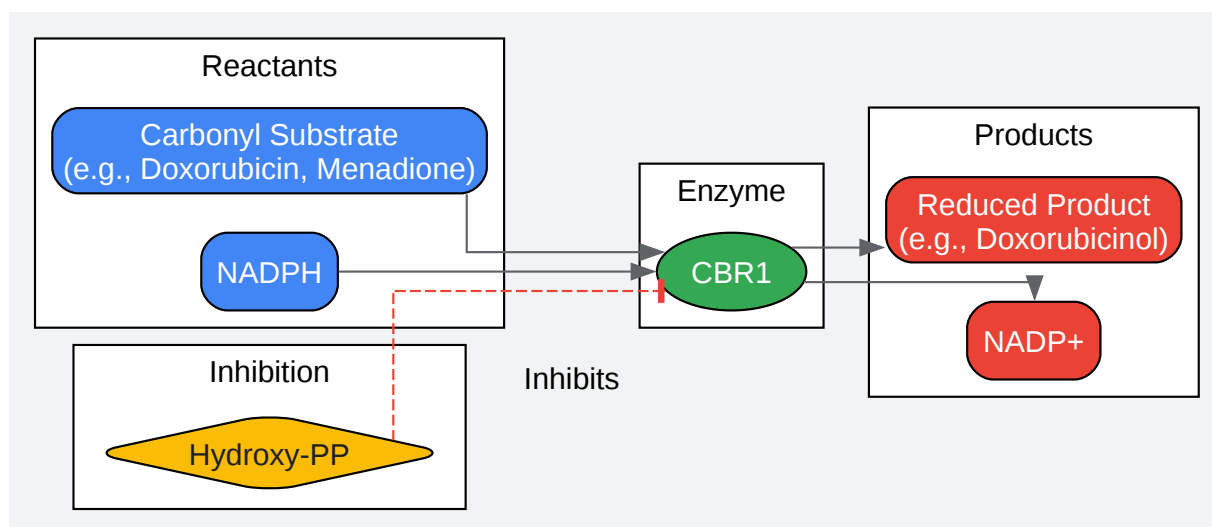 Reactants
Carbonyl Substrate
(e.g., Doxorubicin, Menadione)
NADPH
Enzyme
CBR1
Products
Reduced Product
(e.g., Doxorubicinol)
NADP+
Inhibition
Hydroxy-PP
Inhibits